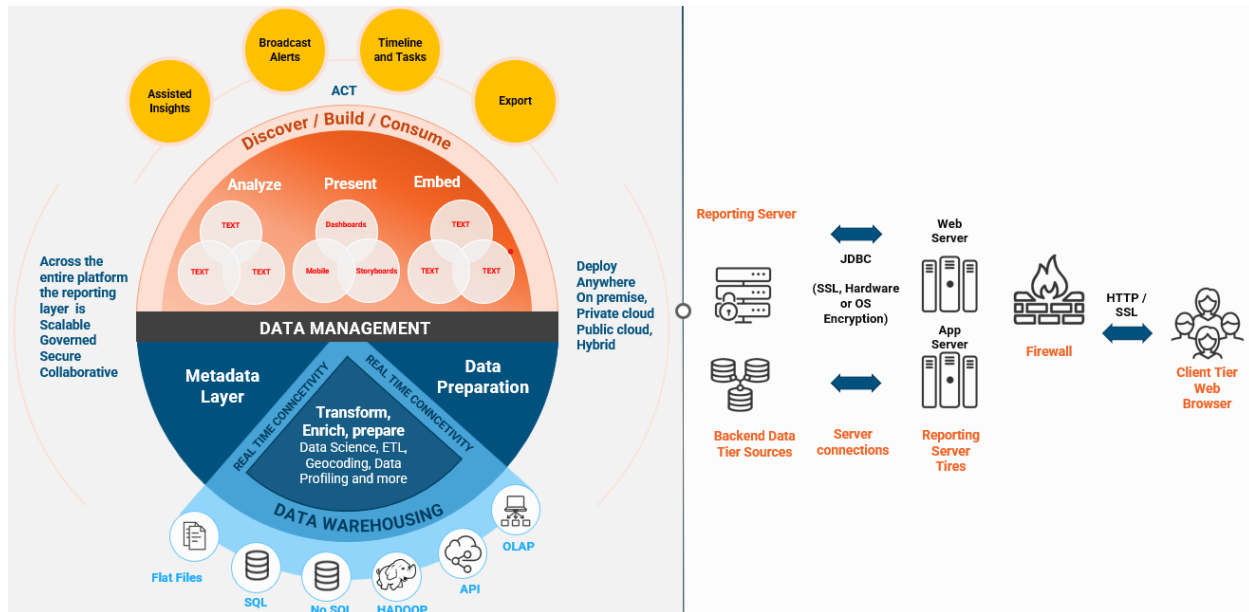 Broadcast
Alerts
Timeline
and Tasks
Assisted
Insights
Export
ACT
Discover / Build / Consume
Analyze
Present
Embed
TEXT
TEXT
TEXT
Dashboards
Mobile
Storyboards
TEXT
TEXT
TEXT
Across the
entire platform
the reporting
layer is
Scalable
Governed
Secure
Collaborative
Deploy
Anywhere
On premise,
Private cloud
Public cloud,
Hybrid
DATA MANAGEMENT
Metadada
Layer
Data
Preparation
REAL TIME CONNCETIVITY
REAL TIME CONNCETIVITY
Transform,
Enrich, prepare
Data Science, ETL,
Geocoding, Data
Profiling and more
DATA WAREHOUSING
Flat Files
SQL
No SQL
HADOOP
API
OLAP
Reporting Server
JDBC
(SSL, Hardware
or OS
Encryption)
Web
Server
App
Server
Firewall
HTTP /
SSL
Client Tier
Web
Browser
Backend Data
Tier Sources
Server
connections
Reporting
Server
Tires